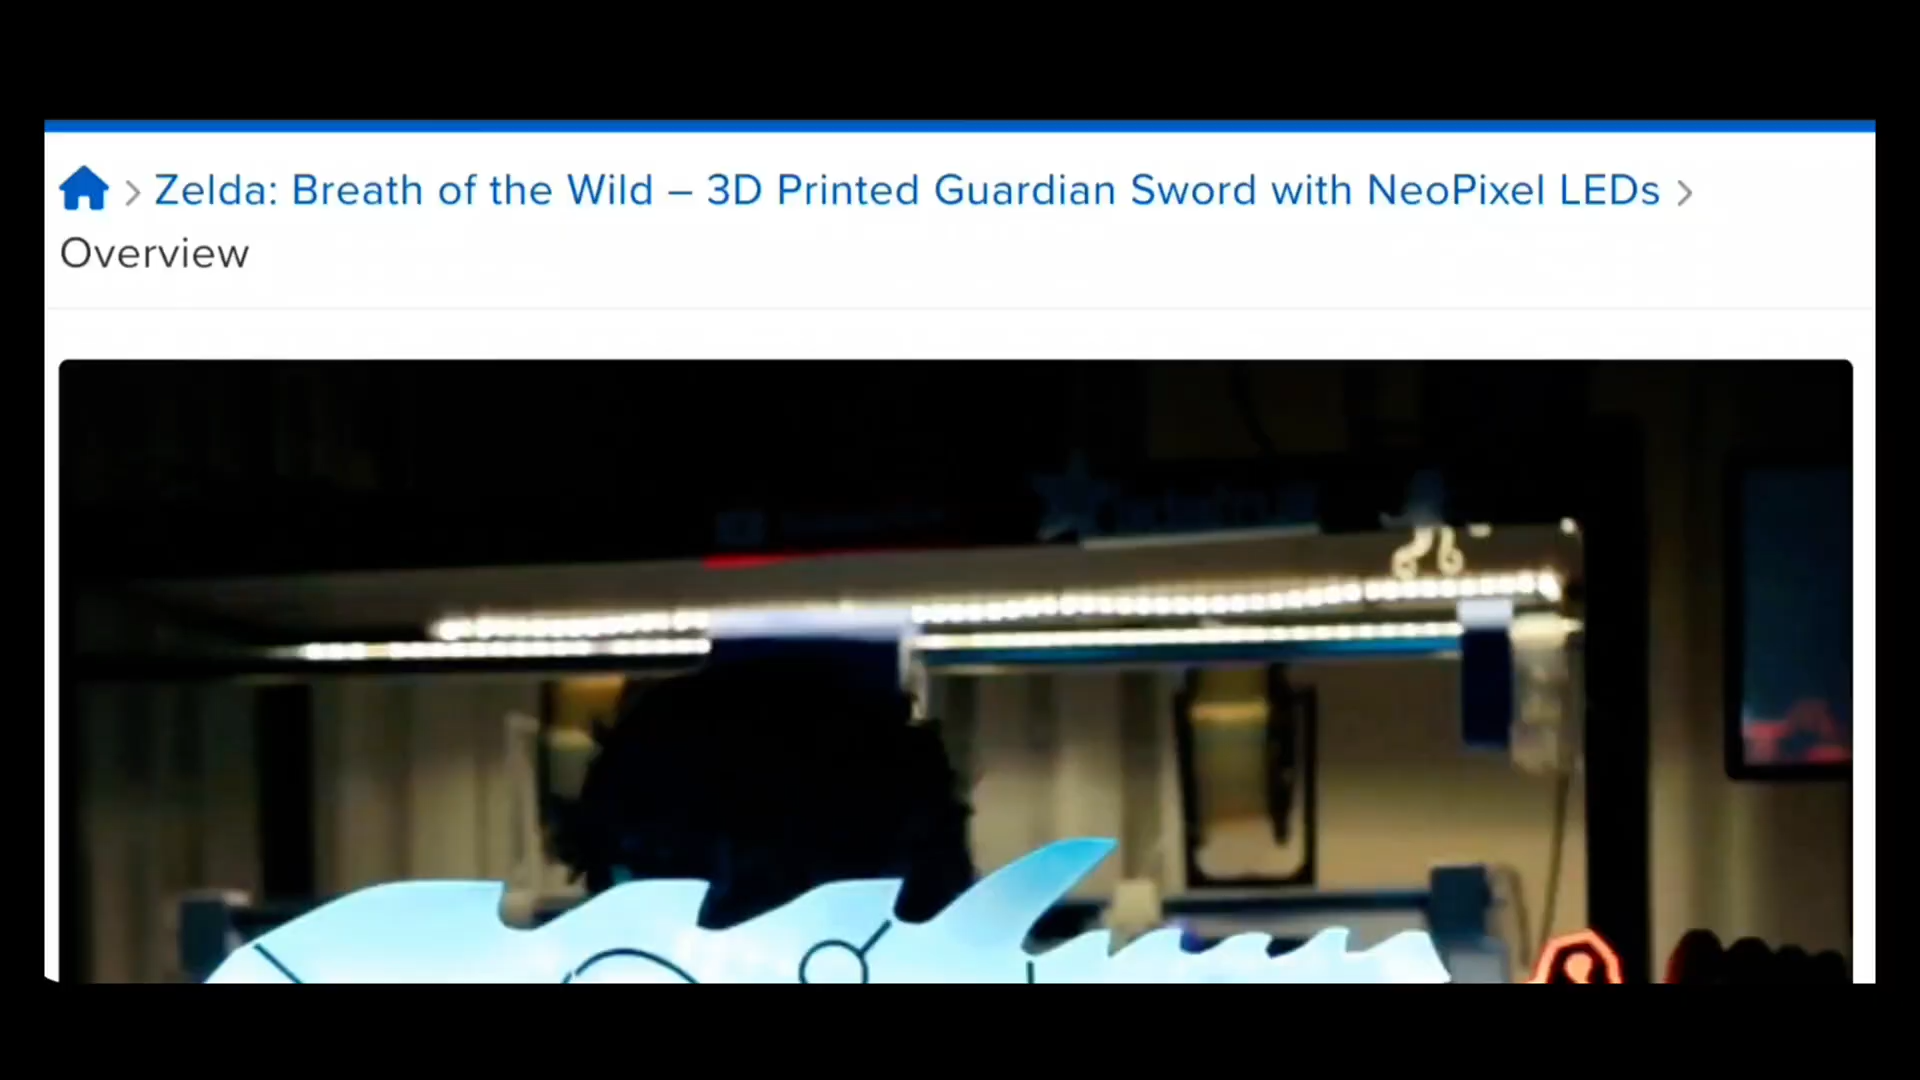 Zelda: Breath of the Wild – 3D Printed Guardian Sword with NeoPixel LEDs
Overview